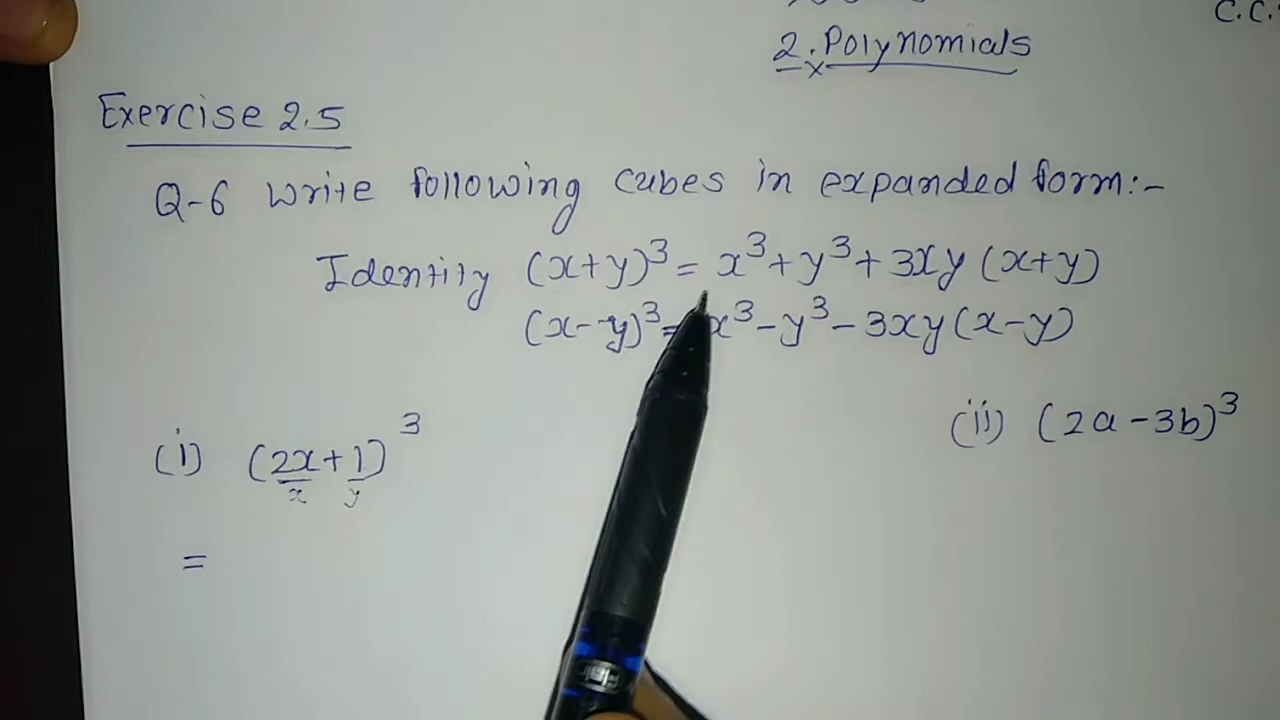 C.C.
2. Polynomials
Exercise 2.5
Q-6 Write following cubes in expanded form:-
Identity (x+y)³ = x³+y³+3xy(x+y)
(x-y)³= x³-y³-3xy(x-y)
(i) (2x+1)³
x y
(ii) (2a-3b)³
=